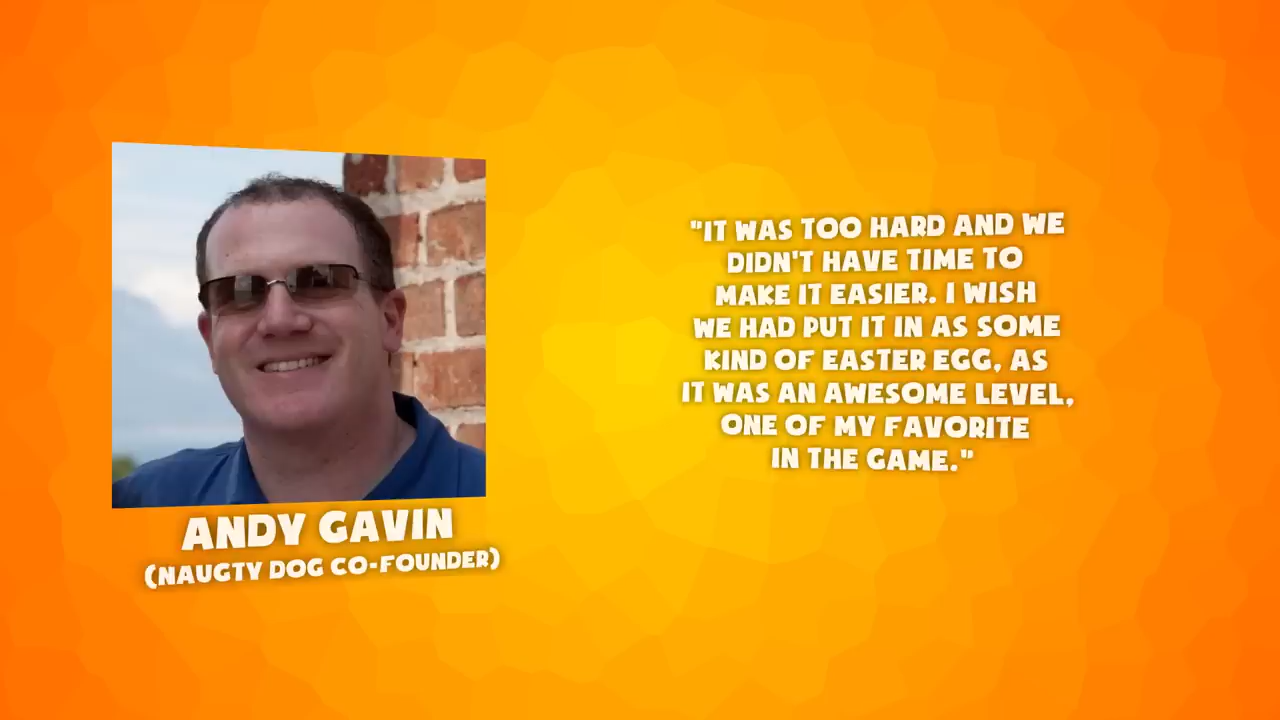 "IT WAS TOO HARD AND WE
DIDN'T HAVE TIME TO
MAKE IT EASIER. I WISH
WE HAD PUT IT IN AS SOME
KIND OF EASTER EGG, AS
IT WAS AN AWESOME LEVEL,
ONE OF MY FAVORITE
IN THE GAME."
ANDY GAVIN
(NAUGTY DOG CO-FOUNDER)